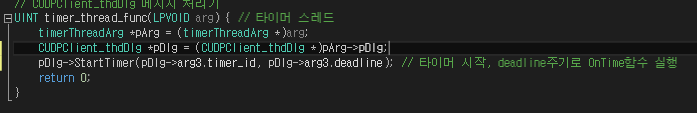 // CUDPClient_thdDlg 메시지 처리기
UINT timer_thread_func(LPVOID arg) { // 타이머 스레드
timerThreadArg *pArg = (timerThreadArg *)arg;
CUDPClient_thdDlg *pDlg = (CUDPClient_thdDlg *)pArg->pDlg;
pDlg->StartTimer(pDlg->arg3.timer_id, pDlg->arg3.deadline); // 타이머 시작, deadline주기로 OnTime함수 실행
return 0;
}